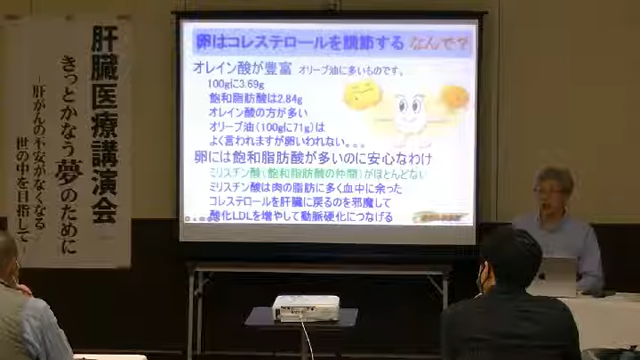 肝臓医療講演会
きっとかなう夢のために
-肝がんの不安がなくなる
世の中を目指して-
卵はコレステロールを調節する なんで?
オレイン酸が豊富 オリーブ油に多いものです。
100gに3.69g
飽和脂肪酸は2.84g
オレイン酸の方が多い
オリーブ油(100gに71g)は
よく言われますが卵いわれない。。。
卵には飽和脂肪酸が多いのに安心なわけ
ミリスチン酸(飽和脂肪酸の仲間)がほとんどない
ミリスチン酸は肉の脂肪に多く血中に余った
コレステロールを肝臓に戻るのを邪魔して
酸化LDLを増やして動脈硬化につなげる